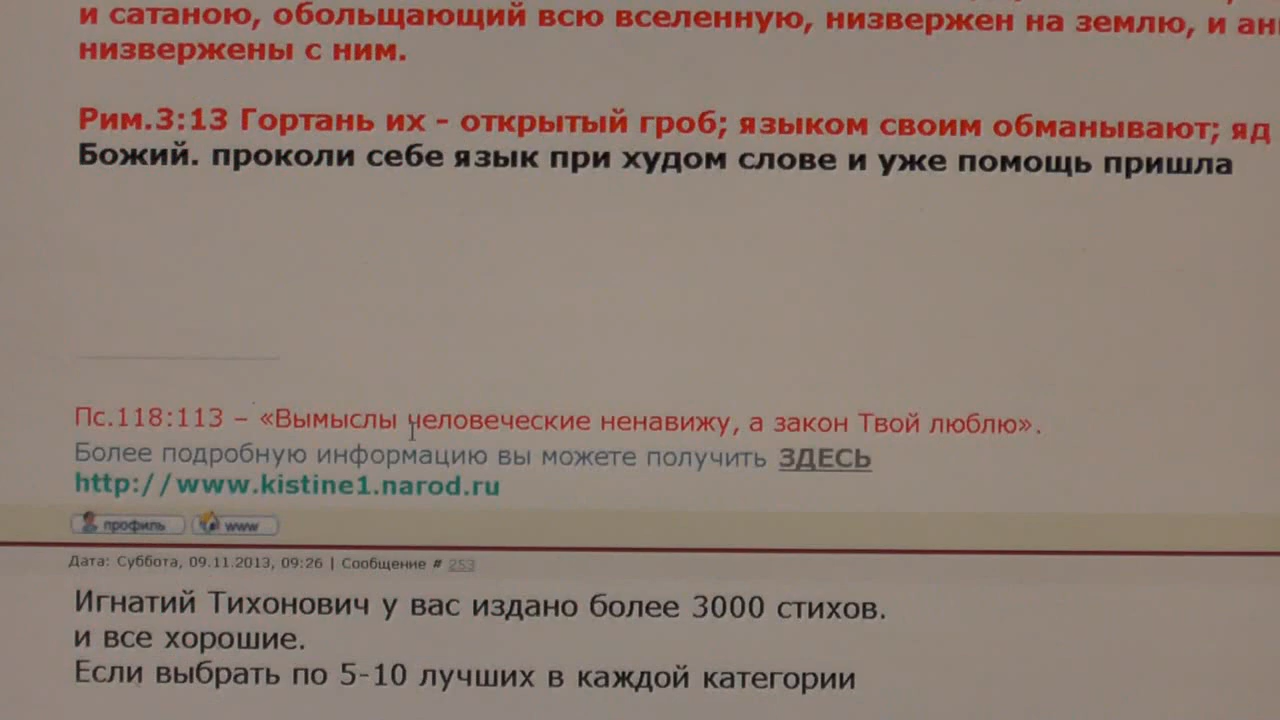 и сатаною, обольщающий всю вселенную, низвержен на землю, и
низвержены с ним.
Рим.3:13 Гортань их - открытый гроб; языком своим обманывают; яд
Божий. проколи себе язык при худом слове и уже помощь пришла
Пс.118:113 – «Вымыслы человеческие ненавижу, а закон Твой люблю».
Более подробную информацию вы можете получить ЗДЕСЬ
http://www.kistine1.narod.ru
профиль www
Дата: Суббота, 09.11.2013, 09:26 | Сообщение # 253
Игнатий Тихонович у вас издано более 3000 стихов.
и все хорошие.
Если выбрать по 5-10 лучших в каждой категории